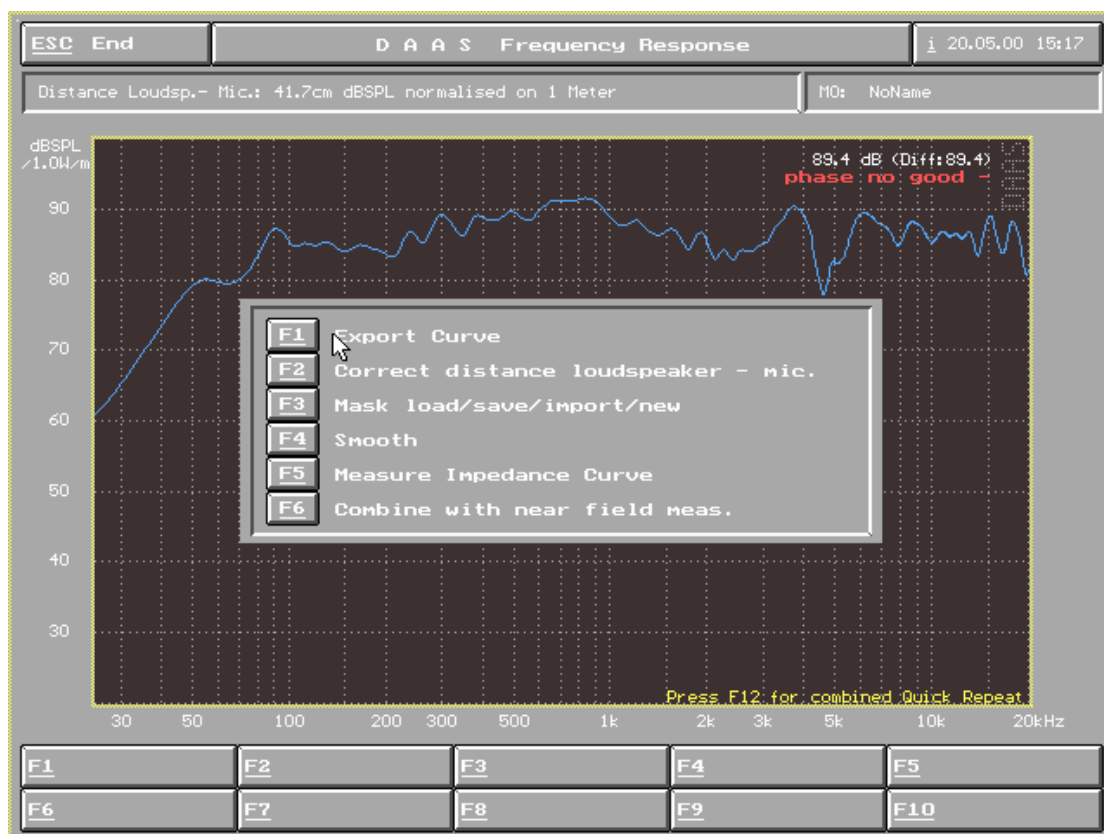 ESC End
D A A S Frequency Response
i 20.05.00 15:17
Distance Loudsp.- Mic.: 41.7cm dBSPL normalised on 1 Meter
MO: NoName
dBSPL
/1.0W/m
89.4 dB (Diff:89.4)
phase no good -
90
80
70
60
50
40
30
F1 Export Curve
F2 Correct distance loudspeaker - mic.
F3 Mask load/save/import/new
F4 Smooth
F5 Measure Impedance Curve
F6 Combine with near field meas.
Press F12 for combined Quick Repeat
30 50 100 200 300 500 1k 2k 3k 5k 10k 20kHz
F1 F2 F3 F4 F5
F6 F7 F8 F9 F10